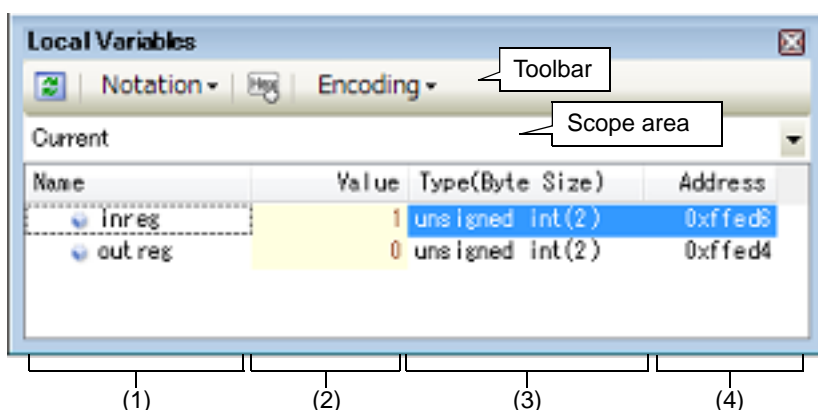 Local Variables
Notation Hex Encoding
Toolbar
Scope area
Current
Name Value Type(Byte Size) Address
inreg 1 unsigned int(2) 0xffed6
outreg 0 unsigned int(2) 0xffed4
(1) (2) (3) (4)